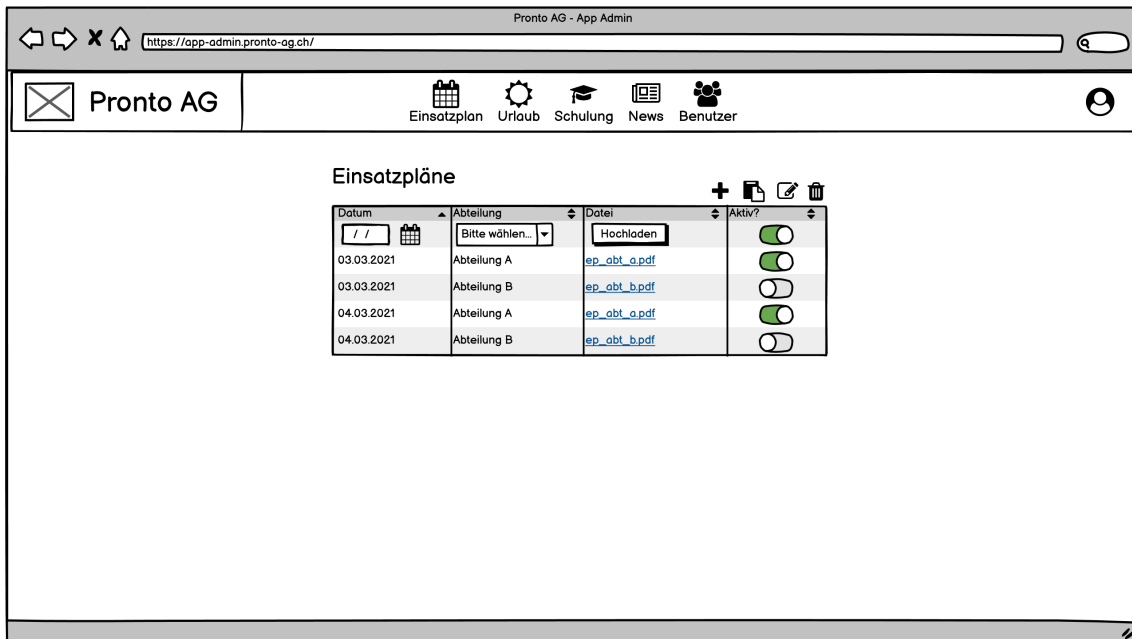 Pronto AG - App Admin
https://app-admin.pronto-ag.ch/
Pronto AG
Einsatzplan Urlaub Schulung News Benutzer
Einsatzpläne
Datum Abteilung Datei Aktiv?
/ / Bitte wählen... Hochladen
03.03.2021 Abteilung A ep_abt_a.pdf
03.03.2021 Abteilung B ep_abt_b.pdf
04.03.2021 Abteilung A ep_abt_a.pdf
04.03.2021 Abteilung B ep_abt_b.pdf